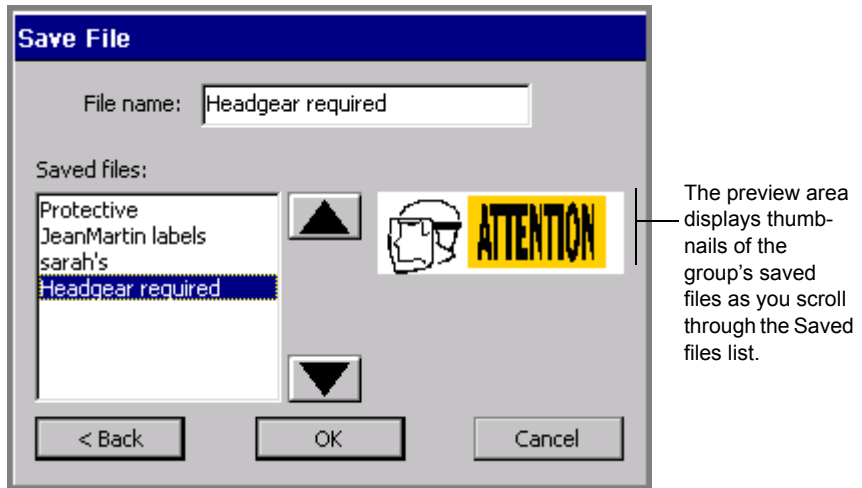 Save File
File name: Headgear required
Saved files:
Protective
JeanMartin labels
sarah's
Headgear required
ATTENTION
< Back OK Cancel
The preview area
displays thumb-
nails of the
group’s saved
files as you scroll
through the Saved
files list.